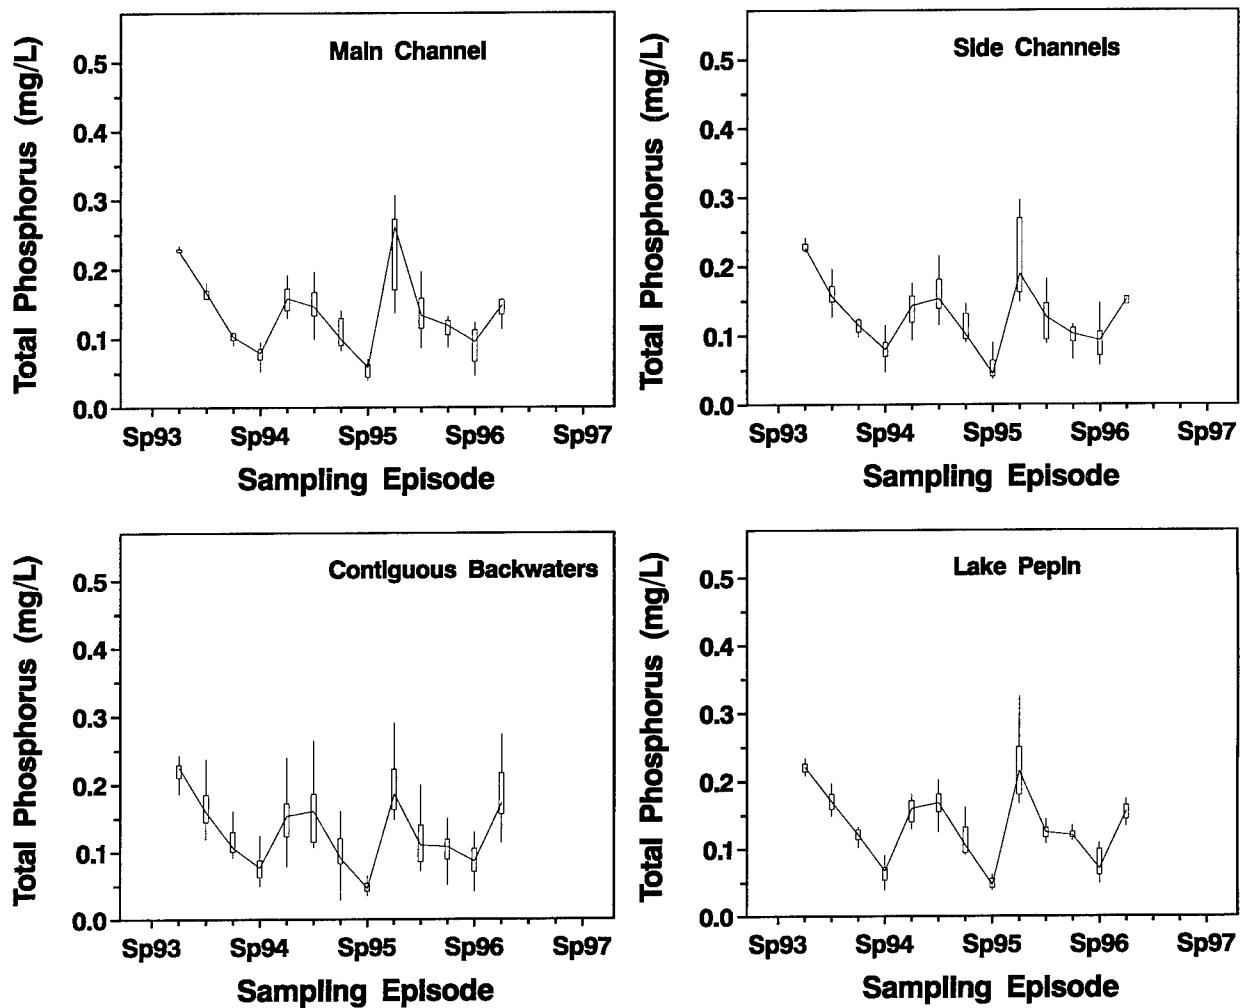 Main Channel
Total Phosphorus (mg/L)
0.5
0.4
0.3
0.2
0.1
0.0
Sp93 Sp94 Sp95 Sp96 Sp97
Sampling Episode
Side Channels
Total Phosphorus (mg/L)
0.5
0.4
0.3
0.2
0.1
0.0
Sp93 Sp94 Sp95 Sp96 Sp97
Sampling Episode
Contiguous Backwaters
Total Phosphorus (mg/L)
0.5
0.4
0.3
0.2
0.1
0.0
Sp93 Sp94 Sp95 Sp96 Sp97
Sampling Episode
Lake Pepin
Total Phosphorus (mg/L)
0.5
0.4
0.3
0.2
0.1
0.0
Sp93 Sp94 Sp95 Sp96 Sp97
Sampling Episode